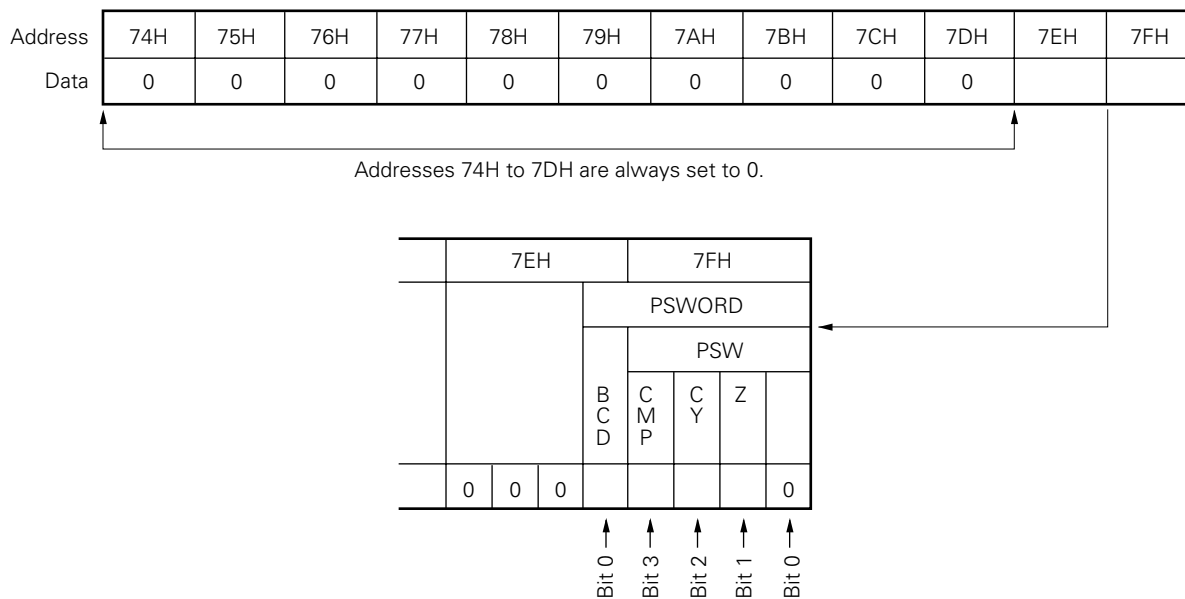 Address 74H 75H 76H 77H 78H 79H 7AH 7BH 7CH 7DH 7EH 7FH
Data 0 0 0 0 0 0 0 0 0 0
Addresses 74H to 7DH are always set to 0.
7EH 7FH
PSWORD
PSW
BCD CMP CY Z
0 0 0 0
Bit 0 Bit 3 Bit 2 Bit 1 Bit 0